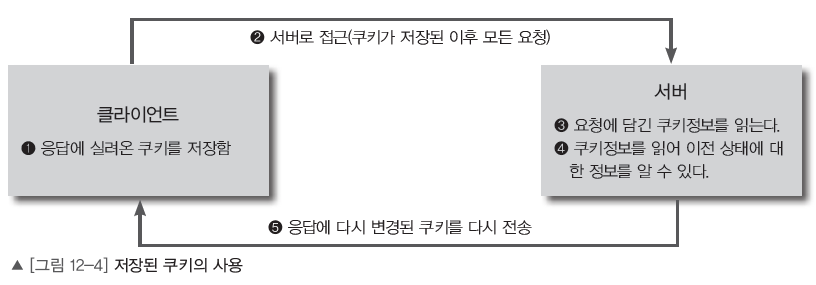 ❷ 서버로 접근(쿠키가 저장된 이후 모든 요청)
클라이언트
❶ 응답에 실려온 쿠키를 저장함
서버
❸ 요청에 담긴 쿠키정보를 읽는다.
❹ 쿠키정보를 읽어 이전 상태에 대
한 정보를 알 수 있다.
❺ 응답에 다시 변경된 쿠키를 다시 전송
▲ [그림 12-4] 저장된 쿠키의 사용